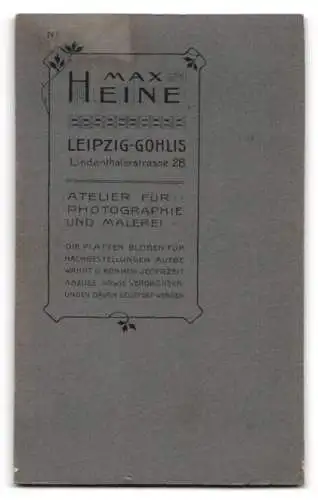 N
MAX
HEINE
LEIPZIG-GOHLIS
Lindenthalerstrasse 28
ATELIER FÜR
PHOTOGRAPHIE
UND MALEREI
DIE PLATTEN BLEIBEN FÜR
NACHBESTELLUNGEN AUFBE
WAHRT U. KÖNNEN JEDERZEIT
ABZÜGE SOWIE VERGRÖSSER-
UNGEN DAVON GELIEFERT WERDEN